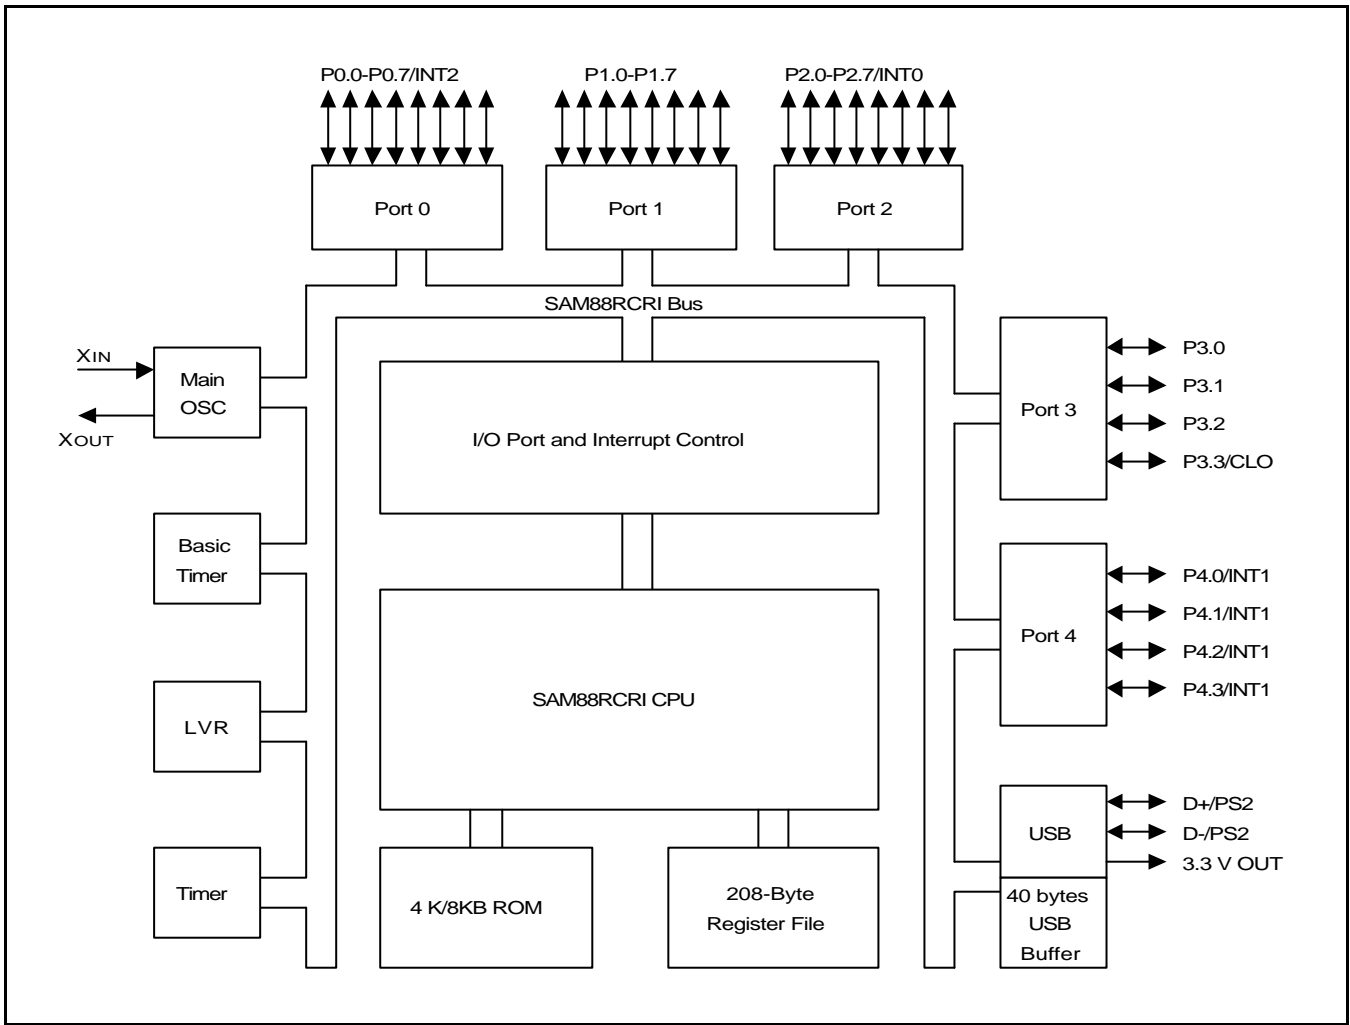 P0.0-P0.7/INT2
P1.0-P1.7
P2.0-P2.7/INT0
Port 0
Port 1
Port 2
SAM88RCRI Bus
XIN
XOUT
Main
OSC
I/O Port and Interrupt Control
Port 3
P3.0
P3.1
P3.2
P3.3/CLO
Basic
Timer
Port 4
P4.0/INT1
P4.1/INT1
P4.2/INT1
P4.3/INT1
LVR
SAM88RCRI CPU
USB
D+/PS2
D-/PS2
3.3 V OUT
Timer
4 K/8KB ROM
208-Byte
Register File
40 bytes
USB
Buffer